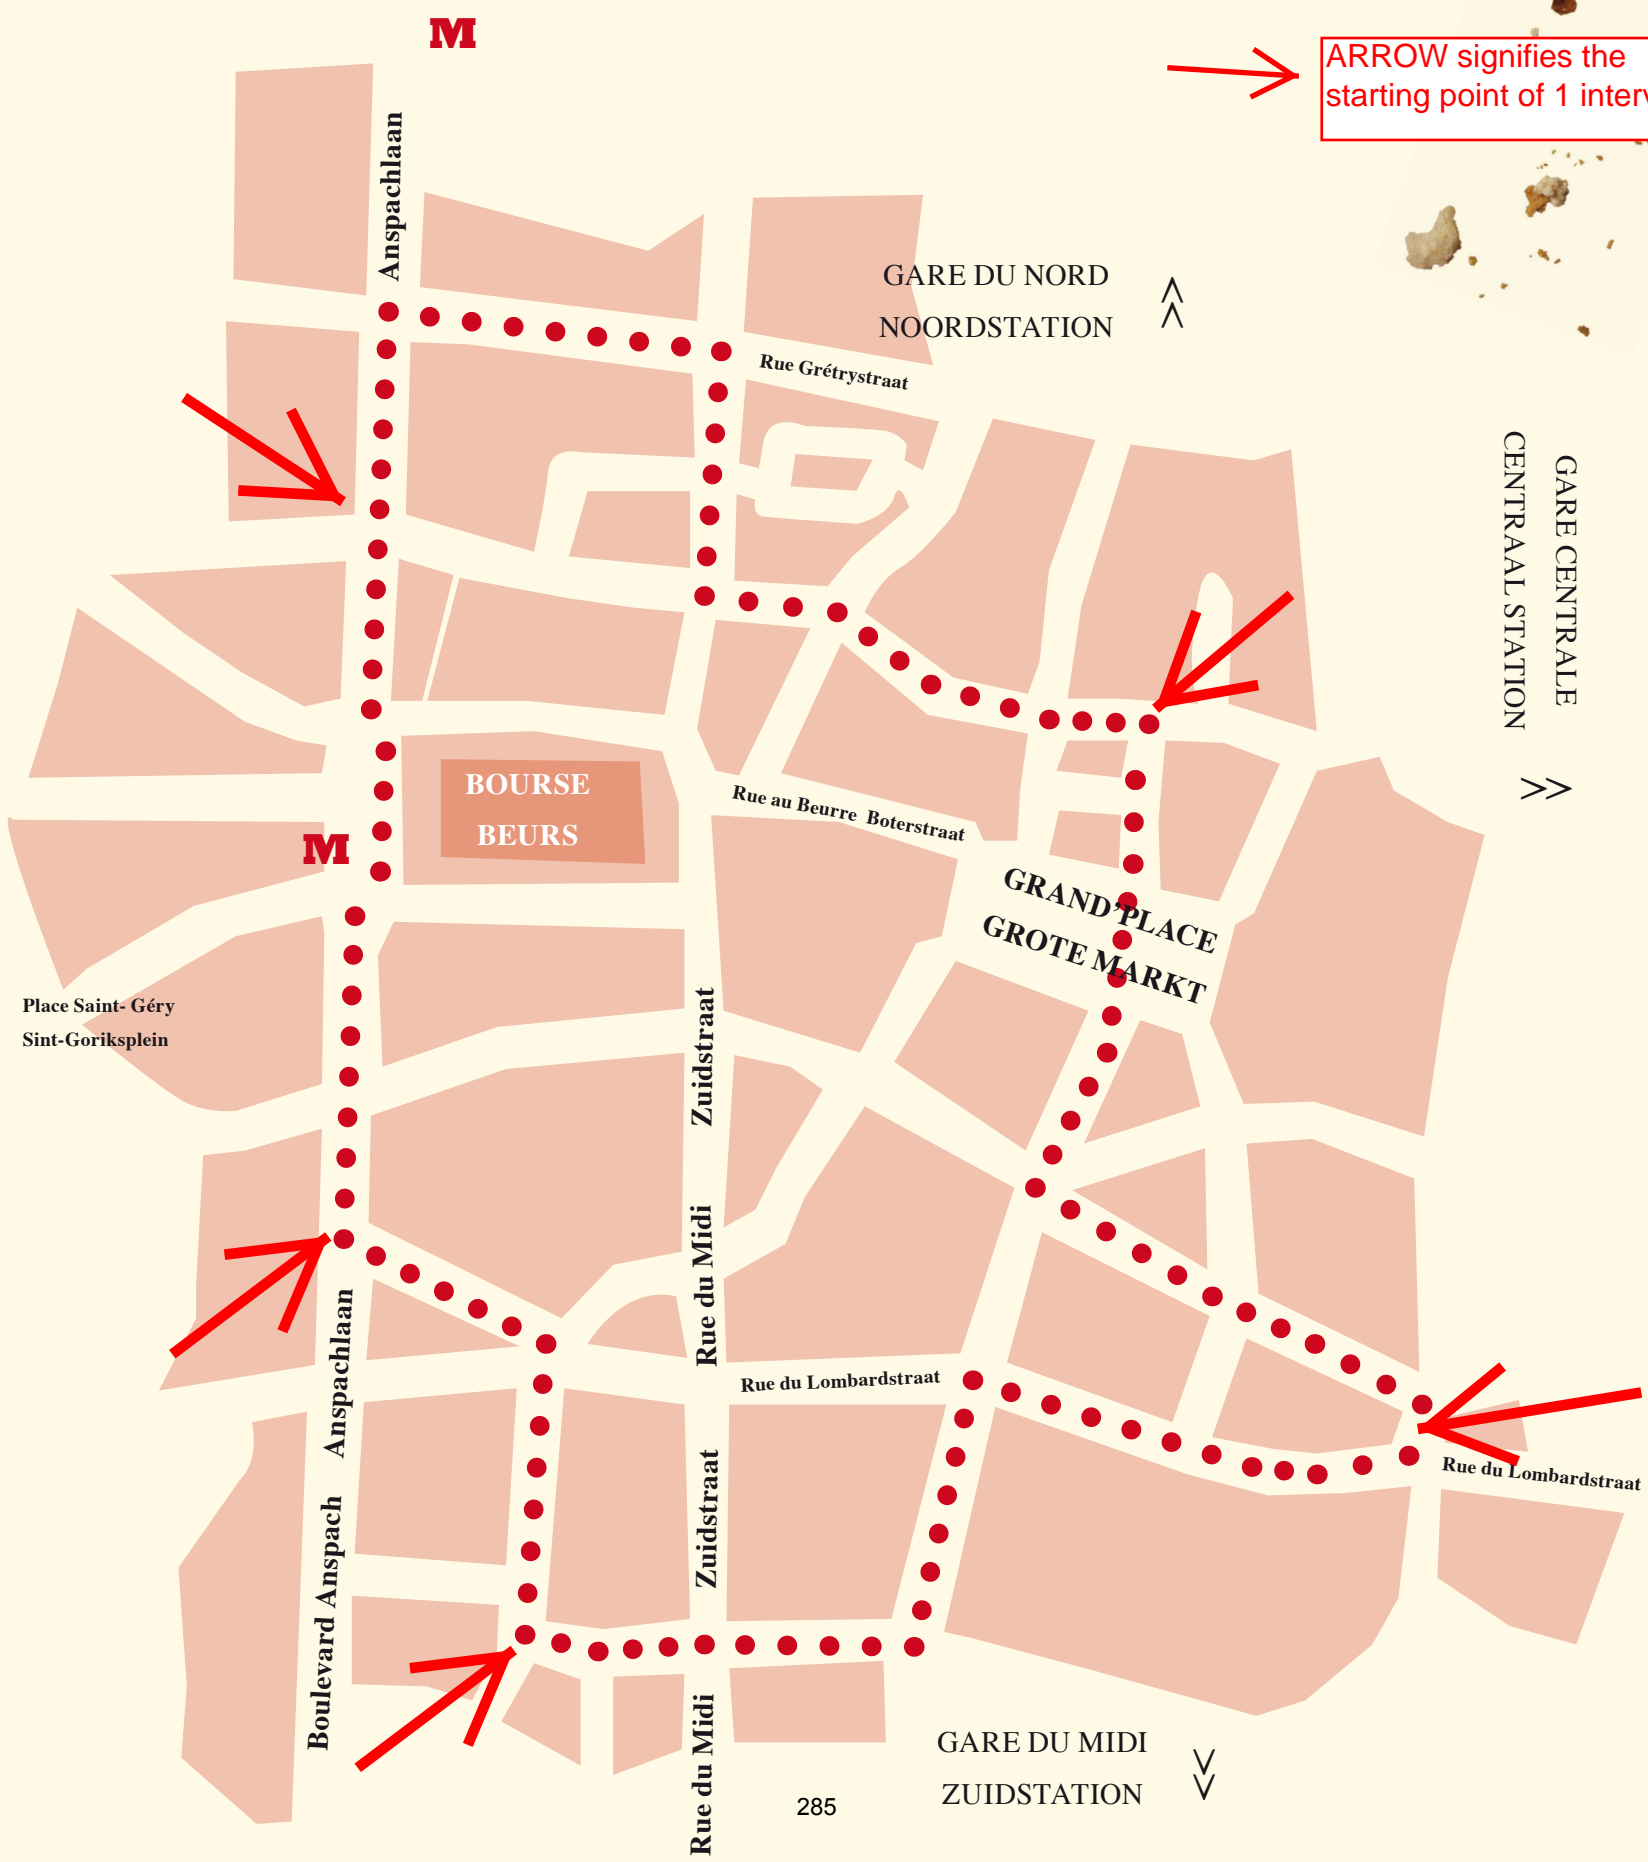 M
ARROW signifies the
starting point of 1 interv
Anspachlaan
GARE DU NORD
NOORDSTATION
Rue Grétrystraat
GARE CENTRALE
CENTRAAL STATION
>>
BOURSE
BEURS
Rue au Beurre Boterstraat
M
GRAND'PLACE
GROTE MARKT
Place Saint- Géry
Sint-Goriksplein
Zuidstraat
Rue du Midi
Anspachlaan
Boulevard Anspach
Rue du Lombardstraat
Rue du Lombardstraat
Zuidstraat
Rue du Midi
GARE DU MIDI
ZUIDSTATION
285